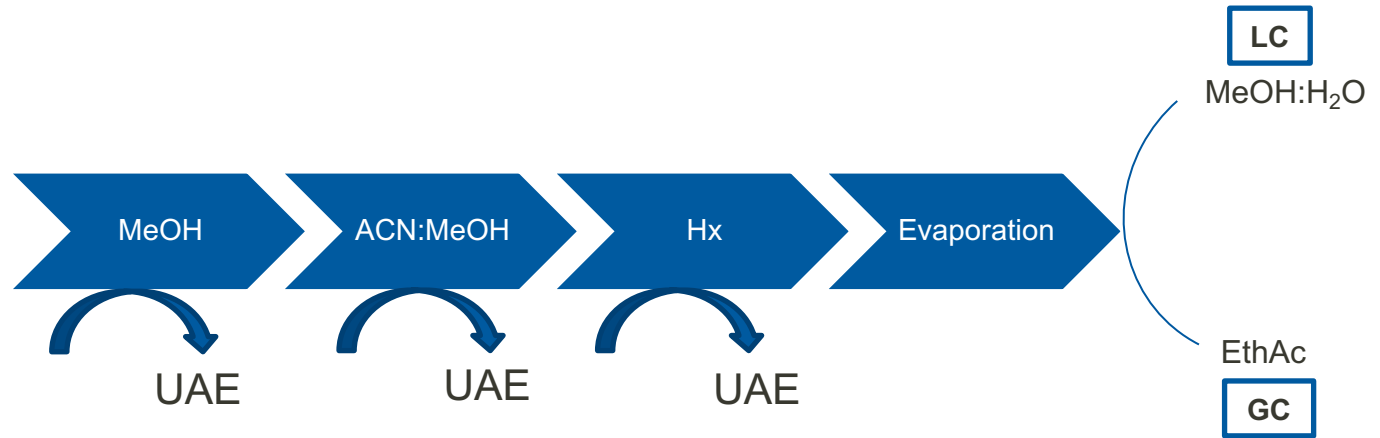 LC
MeOH:H₂O
MeOH
ACN:MeOH
Hx
Evaporation
UAE
UAE
UAE
EthAc
GC